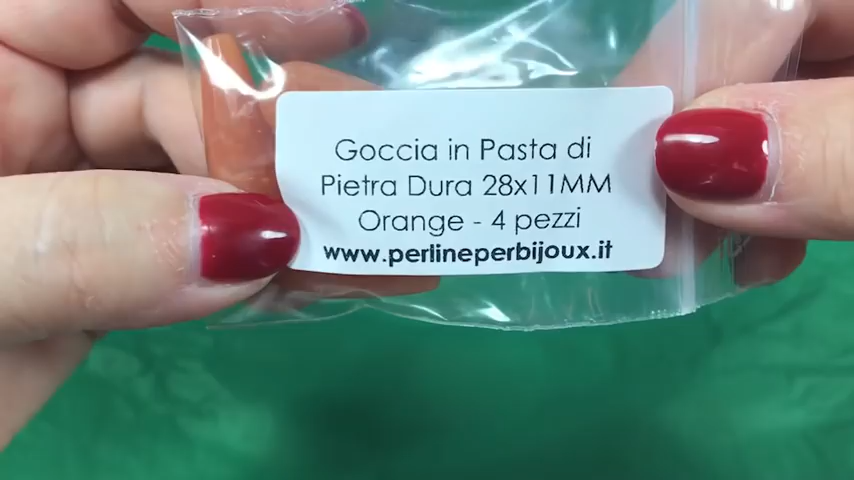 Goccia in Pasta di
Pietra Dura 28x11MM
Orange - 4 pezzi
www.perlineperbijoux.it